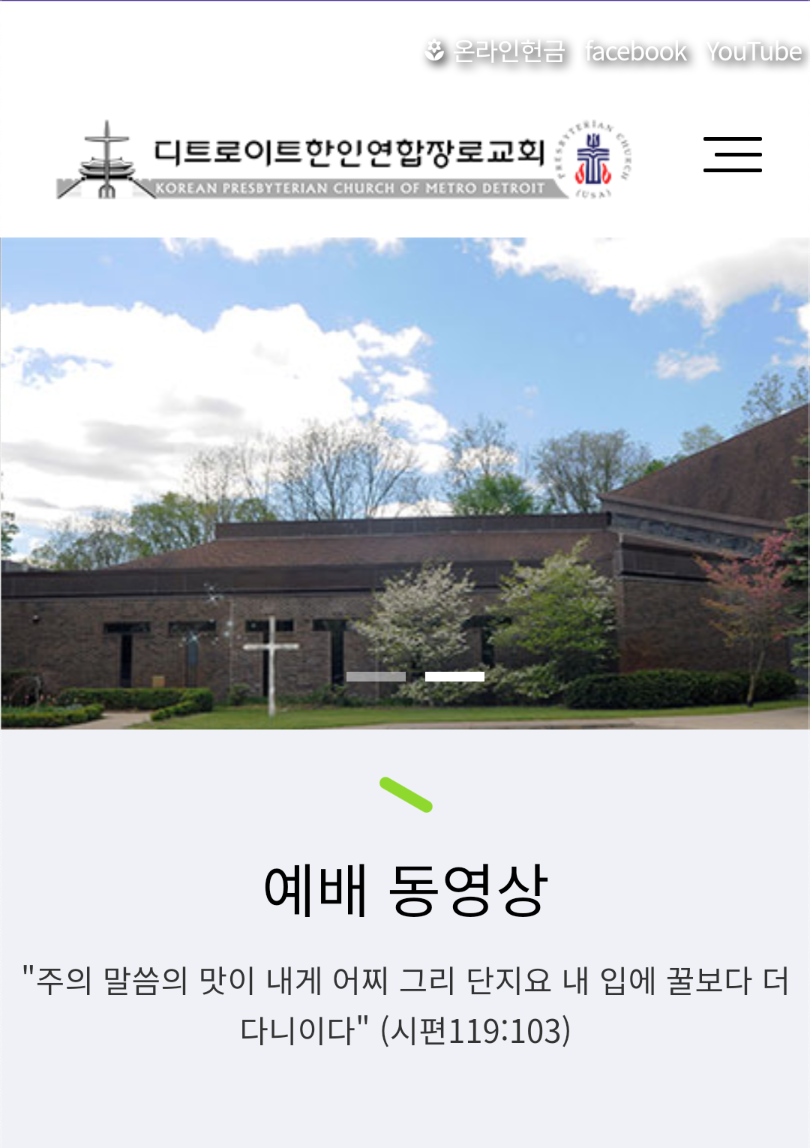 온라인헌금 facebook YouTube
디트로이트한인연합장로교회
KOREAN PRESBYTERIAN CHURCH OF METRO DETROIT
PRESBYTERIAN CHURCH
(USA)
예배 동영상
"주의 말씀의 맛이 내게 어찌 그리 단지요 내 입에 꿀보다 더
다니이다" (시편119:103)